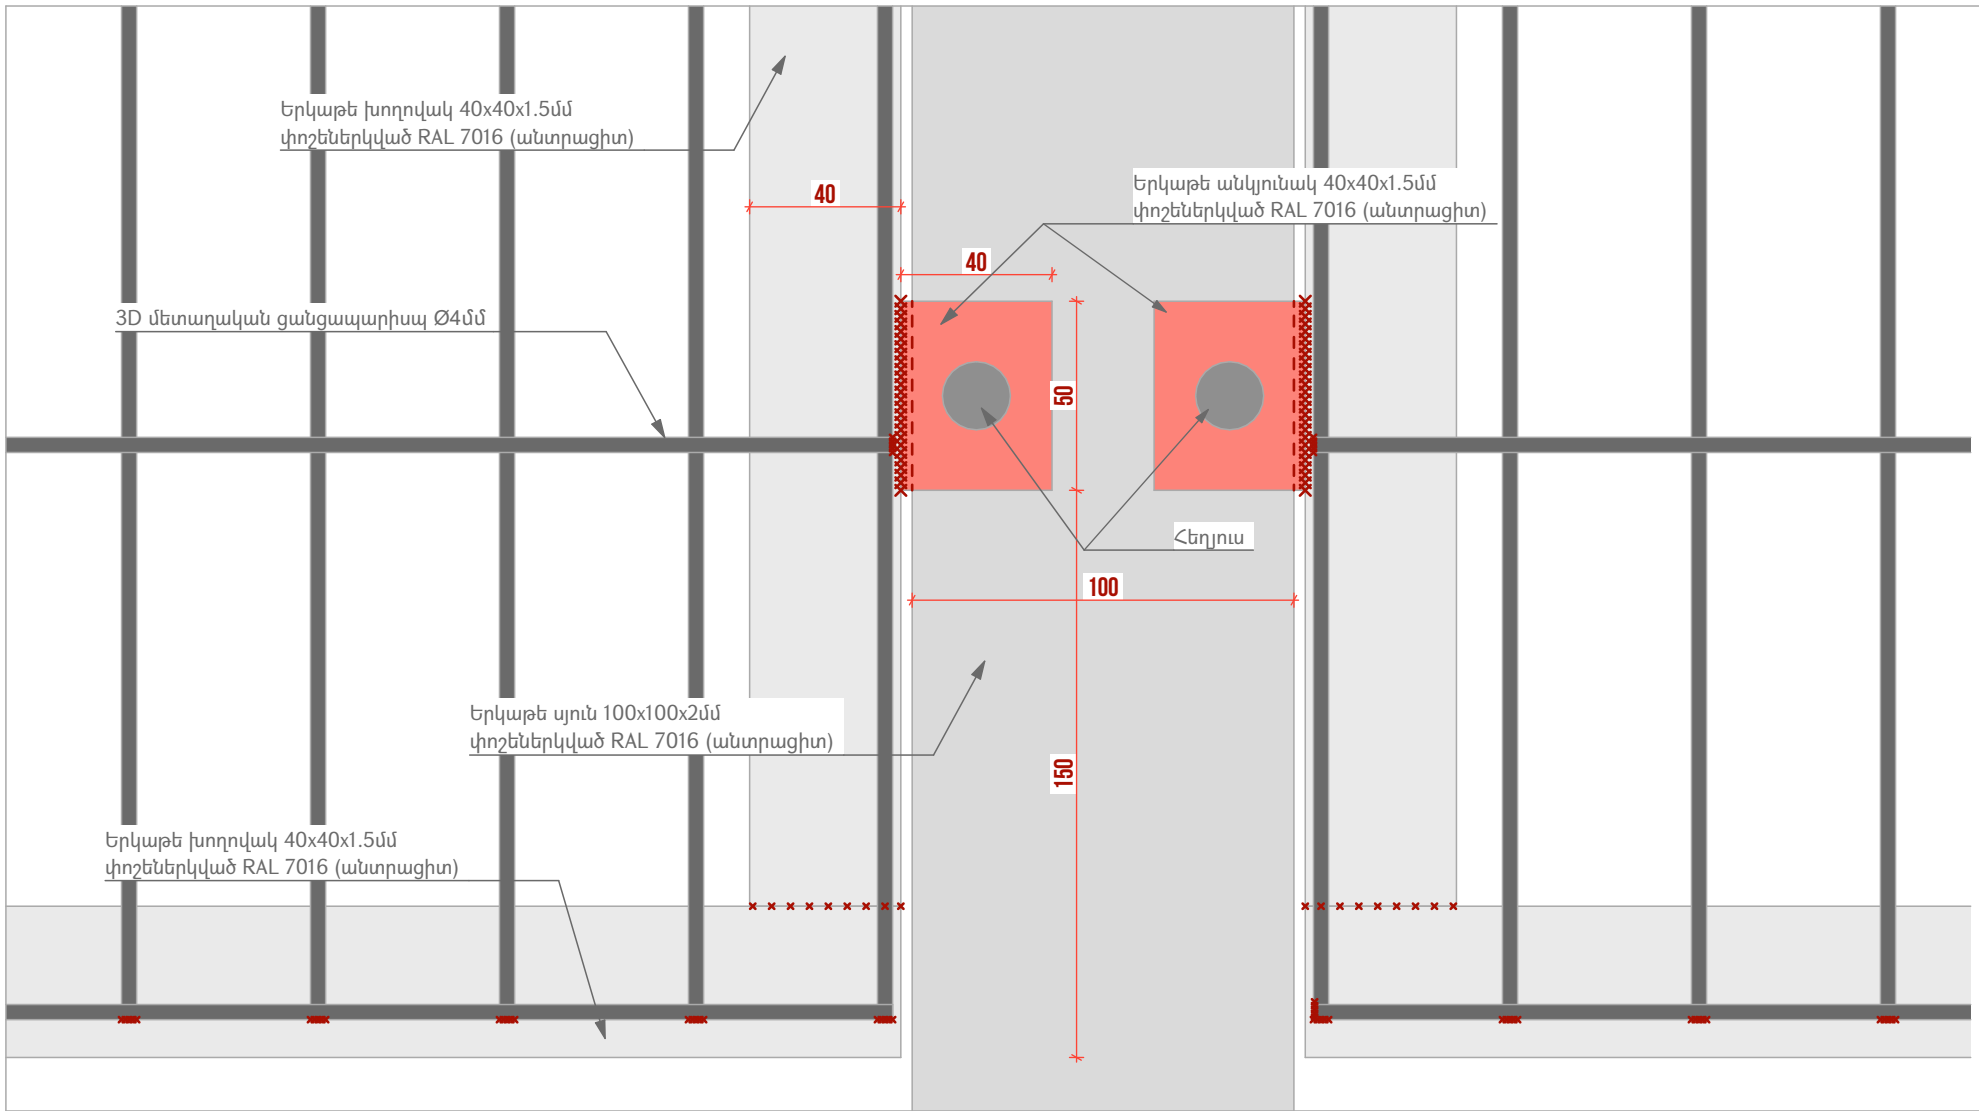 Երկաթե խողովակ 40x40x1.5մմ
փոշեներկված RAL 7016 (անտրացիտ)
Երկաթե անկյունակ 40x40x1.5մմ
փոշեներկված RAL 7016 (անտրացիտ)
40
40
3D մետաղական ցանցապարիսպ Ø4մմ
50
Հեղյուս
100
Երկաթե սյուն 100x100x2մմ
փոշեներկված RAL 7016 (անտրացիտ)
150
Երկաթե խողովակ 40x40x1.5մմ
փոշեներկված RAL 7016 (անտրացիտ)